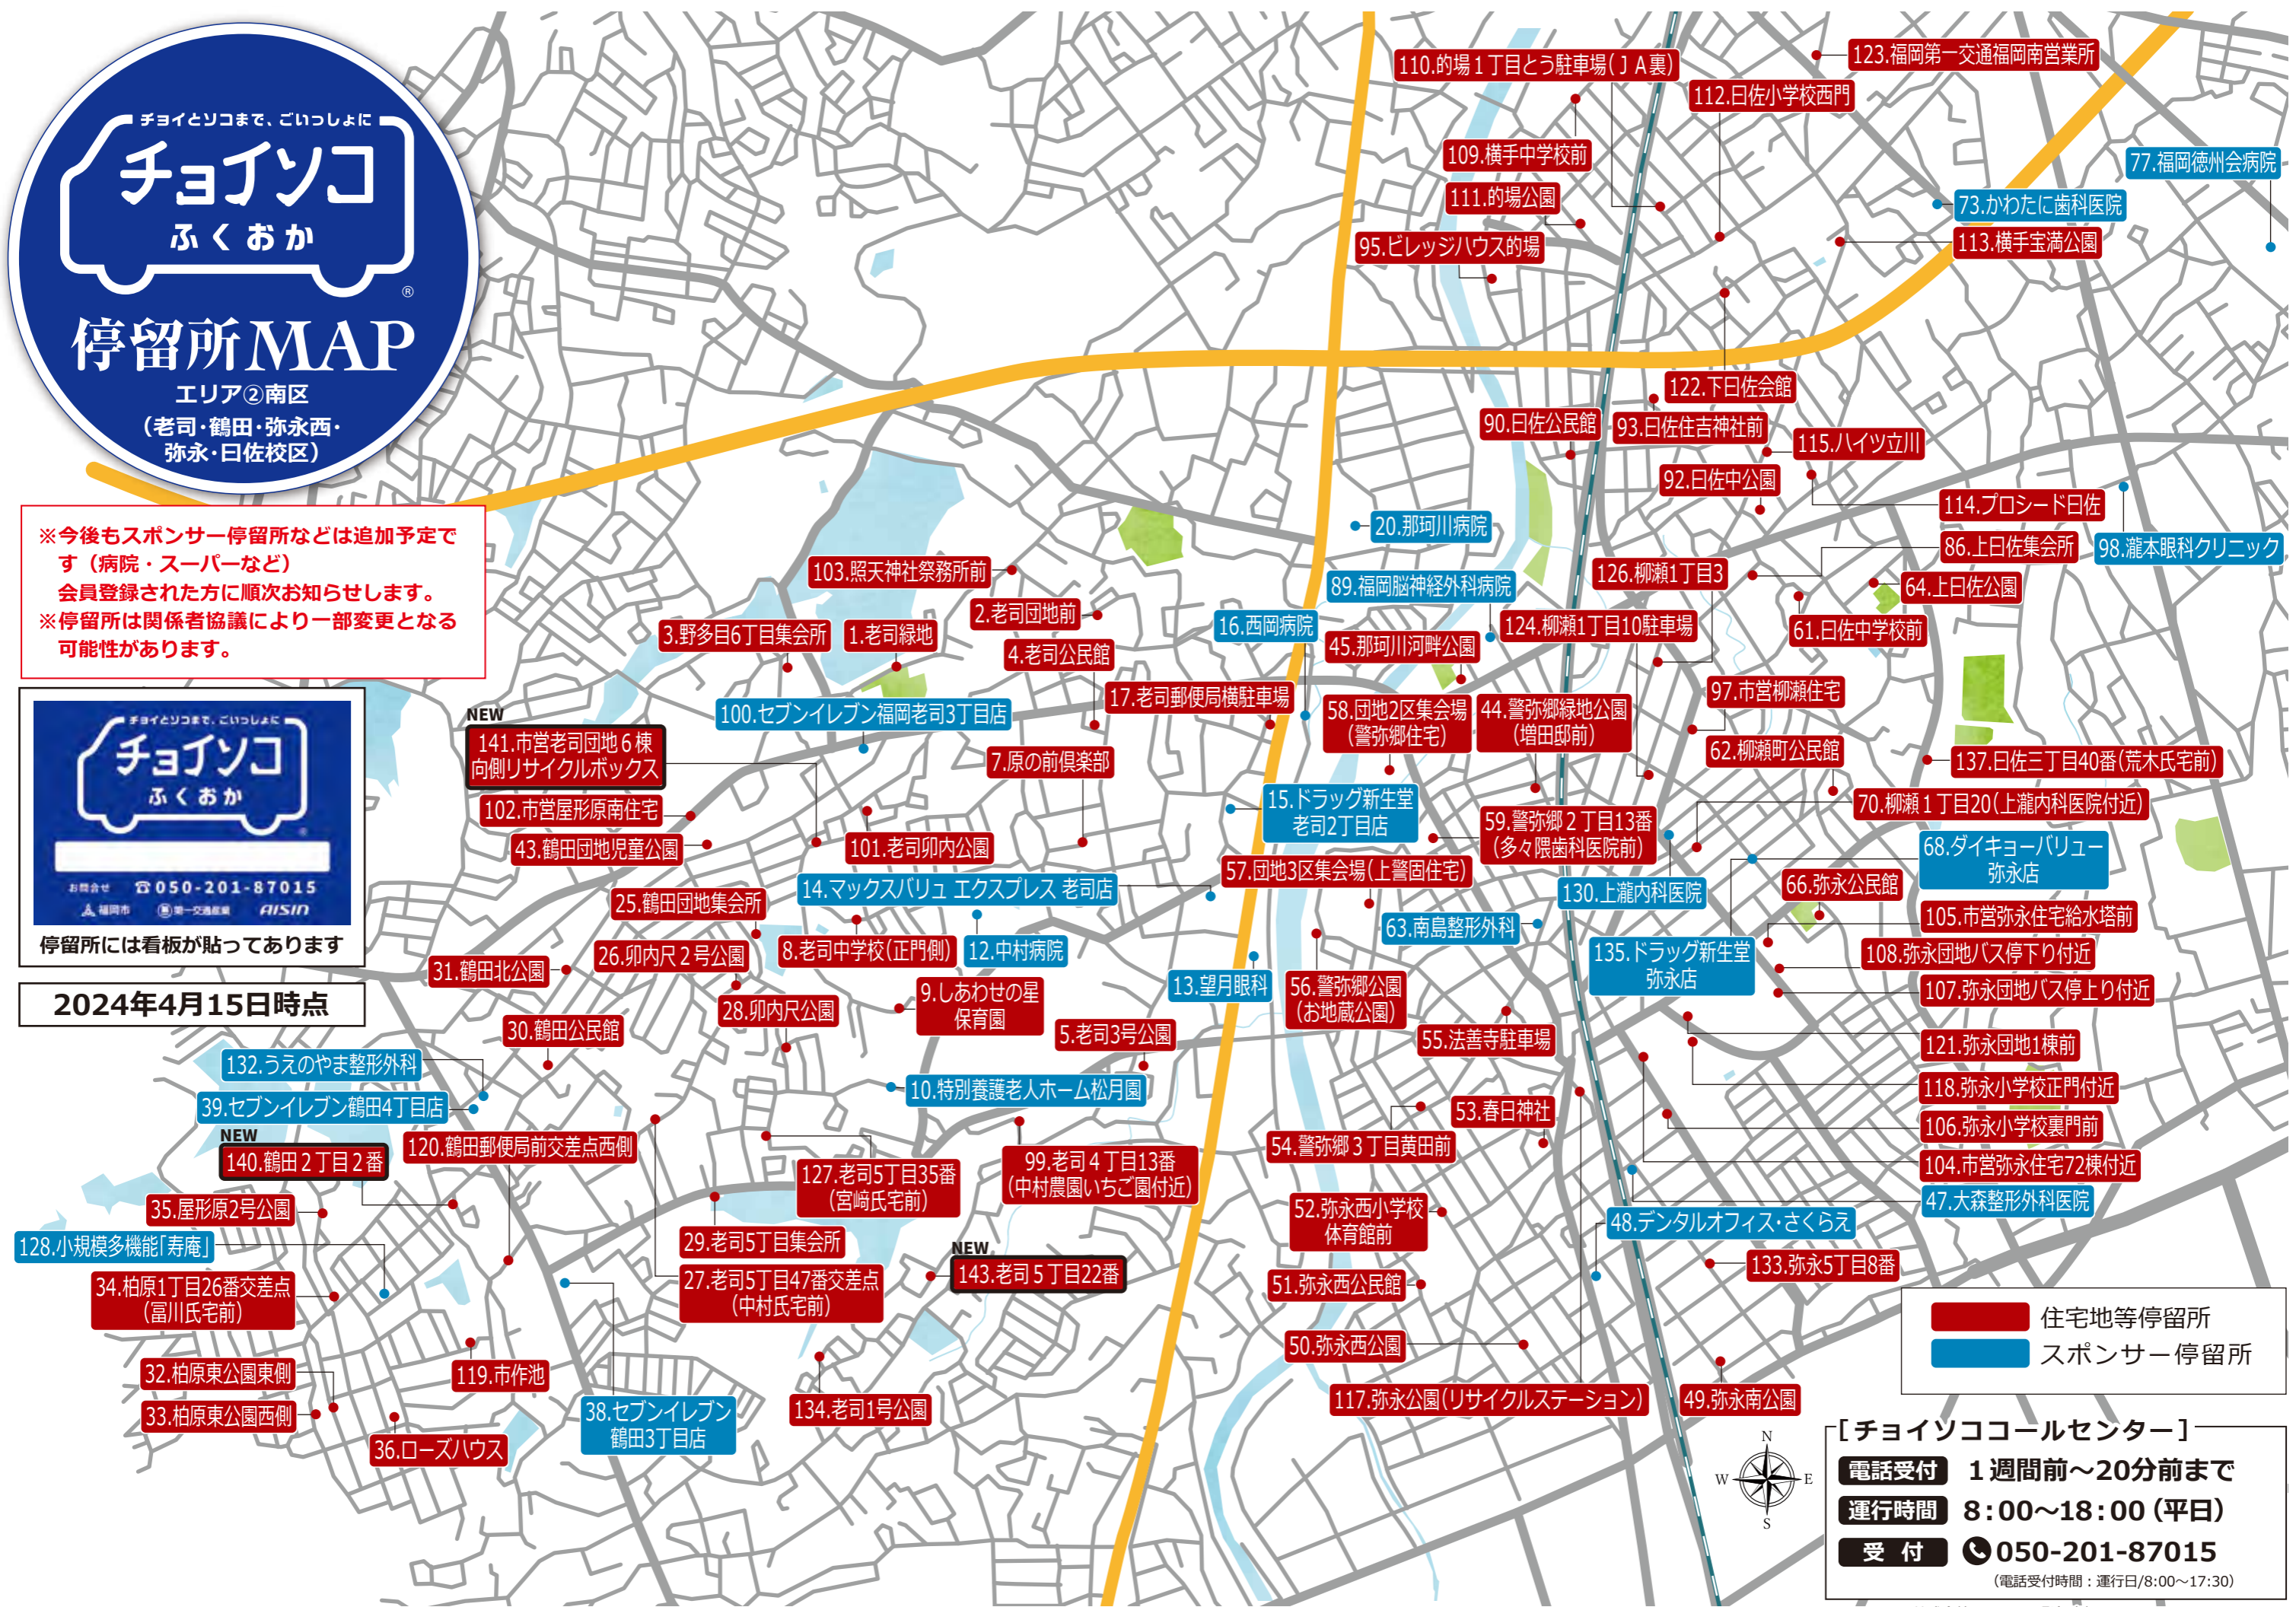 チョイとソコまで、ごいっしょに
チョイソコ
ふくおか
®
停留所MAP
エリア②南区
(老司・鶴田・弥永西・
弥永・曰佐校区)
※今後もスポンサー停留所などは追加予定で
す（病院・スーパーなど）
会員登録された方に順次お知らせします。
※停留所は関係者協議により一部変更となる
可能性があります。
チョイとソコまで、ごいっしょに
チョイソコ
ふくおか
®
お問合せ ☎050-201-87015
福岡市 第一交通産業 AISIN
停留所には看板が貼ってあります
2024年4月15日時点
110.的場１丁目とう駐車場(ＪＡ裏)
123.福岡第一交通福岡南営業所
112.曰佐小学校西門
109.横手中学校前
77.福岡徳州会病院
111.的場公園
73.かわたに歯科医院
95.ビレッジハウス的場
113.横手宝満公園
122.下曰佐会館
90.曰佐公民館
93.曰佐住吉神社前
115.ハイツ立川
92.曰佐中公園
114.プロシード曰佐
20.那珂川病院
86.上曰佐集会所
98.瀧本眼科クリニック
103.照天神社祭務所前
126.柳瀬1丁目3
89.福岡脳神経外科病院
64.上曰佐公園
2.老司団地前
16.西岡病院
124.柳瀬1丁目10駐車場
61.曰佐中学校前
3.野多目6丁目集会所
1.老司緑地
45.那珂川河畔公園
4.老司公民館
97.市営柳瀬住宅
17.老司郵便局横駐車場
100.セブンイレブン福岡老司3丁目店
58.団地2区集会場
(警弥郷住宅)
44.警弥郷緑地公園
(増田邸前)
NEW
141.市営老司団地６棟
向側リサイクルボックス
62.柳瀬町公民館
7.原の前倶楽部
137.曰佐三丁目40番(荒木氏宅前)
102.市営屋形原南住宅
15.ドラッグ新生堂
老司2丁目店
70.柳瀬１丁目20(上瀧内科医院付近)
59.警弥郷２丁目13番
(多々隈歯科医院前)
43.鶴田団地児童公園
101.老司卯内公園
68.ダイキョーバリュー
弥永店
57.団地3区集会場(上警固住宅)
14.マックスバリュ エクスプレス 老司店
130.上瀧内科医院
66.弥永公民館
25.鶴田団地集会所
105.市営弥永住宅給水塔前
63.南島整形外科
26.卯内尺２号公園
8.老司中学校(正門側)
12.中村病院
135.ドラッグ新生堂
弥永店
108.弥永団地バス停下り付近
31.鶴田北公園
13.望月眼科
56.警弥郷公園
(お地蔵公園)
107.弥永団地バス停上り付近
28.卯内尺公園
9.しあわせの星
保育園
30.鶴田公民館
5.老司3号公園
55.法善寺駐車場
121.弥永団地1棟前
132.うえのやま整形外科
10.特別養護老人ホーム松月園
118.弥永小学校正門付近
39.セブンイレブン鶴田4丁目店
53.春日神社
106.弥永小学校裏門前
NEW
140.鶴田２丁目２番
120.鶴田郵便局前交差点西側
54.警弥郷３丁目黄田前
104.市営弥永住宅72棟付近
127.老司5丁目35番
(宮﨑氏宅前)
99.老司４丁目13番
(中村農園いちご園付近)
47.大森整形外科医院
35.屋形原2号公園
52.弥永西小学校
体育館前
48.デンタルオフィス・さくらえ
128.小規模多機能「寿庵」
29.老司5丁目集会所
NEW
143.老司５丁目22番
133.弥永5丁目8番
34.柏原1丁目26番交差点
(冨川氏宅前)
27.老司5丁目47番交差点
(中村氏宅前)
51.弥永西公民館
50.弥永西公園
32.柏原東公園東側
119.市作池
33.柏原東公園西側
134.老司1号公園
117.弥永公園(リサイクルステーション)
49.弥永南公園
38.セブンイレブン
鶴田3丁目店
36.ローズハウス
住宅地等停留所
スポンサー停留所
N
W E
S
[チョイソココールセンター]
電話受付 １週間前～20分前まで
運行時間 8：00～18：00（平日）
受付 050-201-87015
（電話受付時間：運行日/8:00～17:30）